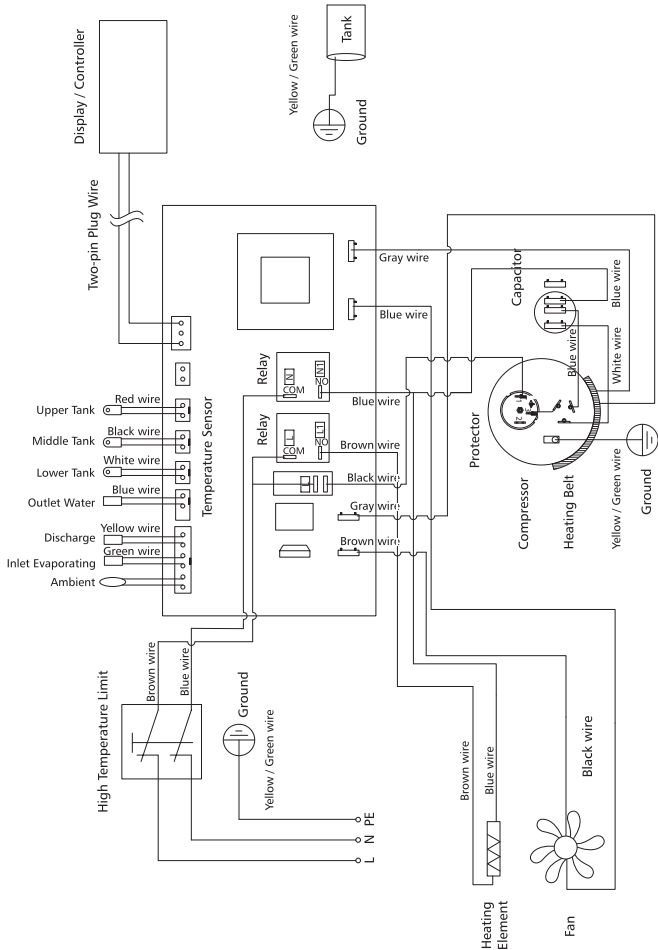 Display / Controller
Two-pin Plug Wire
Yellow / Green wire
Tank
Ground
Gray wire
Blue wire
Capacitor
Blue wire
Blue wire
White wire
Relay
N
COM
N1
NO
Blue wire
Relay
L
COM
L1
NO
Brown wire
Black wire
Gray wire
Brown wire
Upper Tank
Red wire
Middle Tank
Black wire
Lower Tank
White wire
Outlet Water
Blue wire
Discharge
Yellow wire
Inlet Evaporating
Green wire
Ambient
Temperature Sensor
Protector
1
2
3
Compressor
Heating Belt
Yellow / Green wire
Ground
High Temperature Limit
Brown wire
Blue wire
Ground
Yellow / Green wire
L
N
PE
Brown wire
Blue wire
Black wire
Heating
Element
Fan